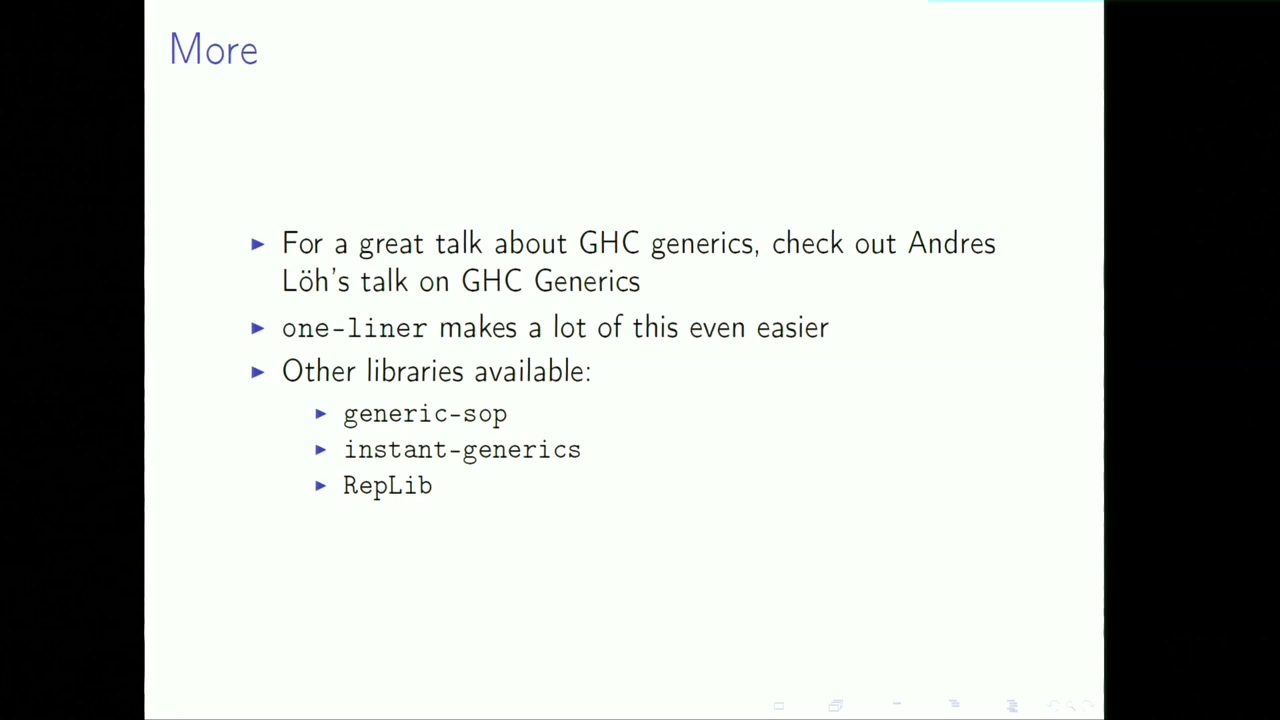 More
For a great talk about GHC generics, check out Andres
Löh's talk on GHC Generics
one-liner makes a lot of this even easier
Other libraries available:
generic-sop
instant-generics
RepLib